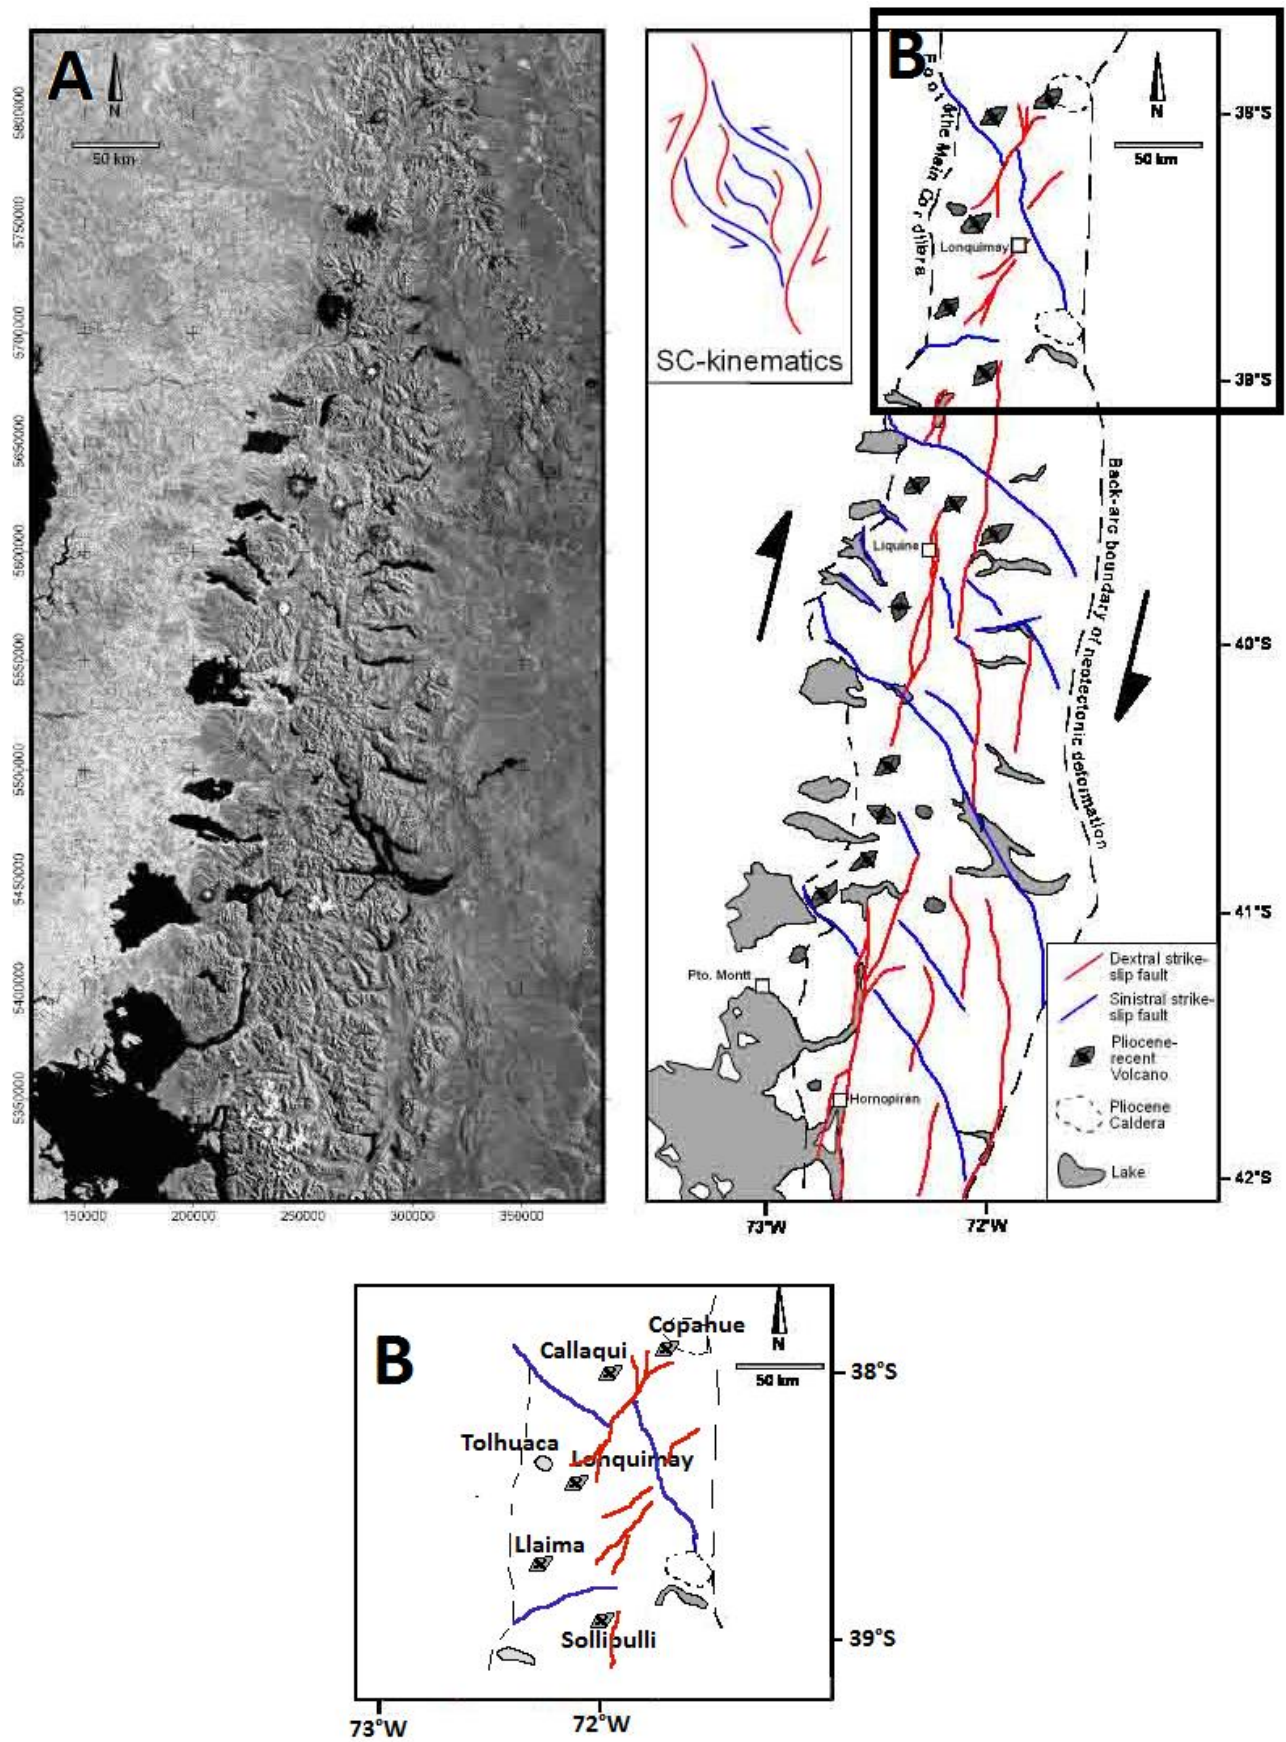 A
N
50 km
5800000
5750000
5700000
5650000
5600000
5550000
5500000
5450000
5400000
5350000
150000
200000
250000
300000
350000
SC-kinematics
B
Foot of the Main Cordillera
N
50 km
38°S
Lonquimay
39°S
Back-arc boundary of neotectonic deformation
Liquine
40°S
41°S
Pto. Montt
Hornopiren
Dextral strike-
slip fault
Sinistral strike-
slip fault
Pliocene-
recent
Volcano
Pliocene
Caldera
Lake
42°S
73°W
72°W
B
Copahue
N
Callaqui
50 km
38°S
Tolhuaca
Lonquimay
Llaima
Sollipulli
39°S
73°W
72°W